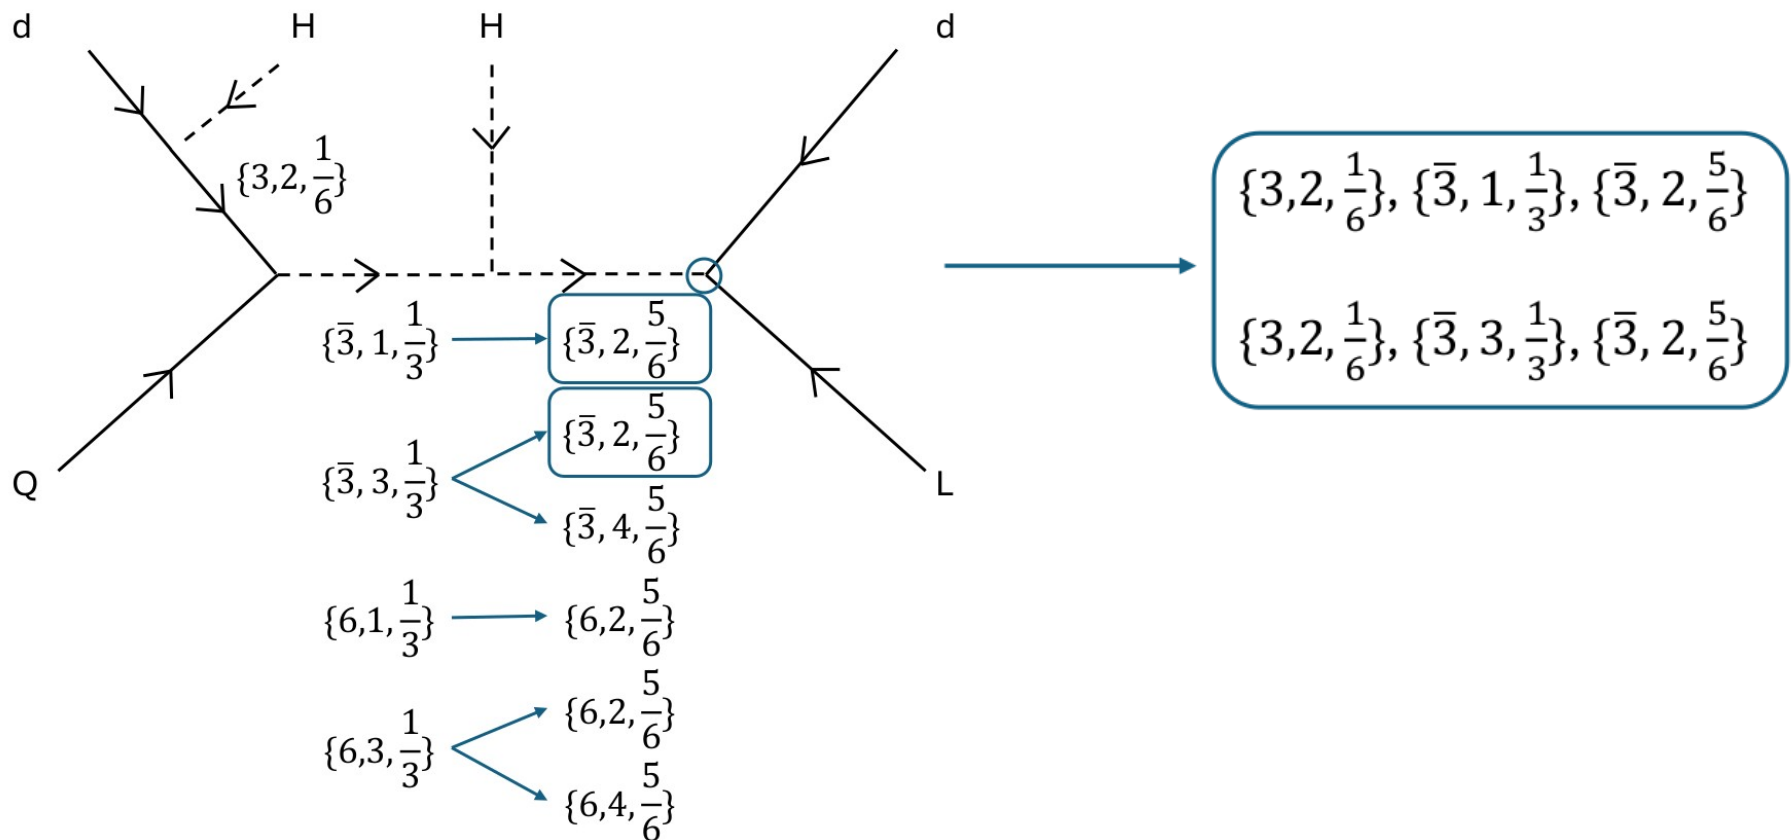 d H H d
{3,2,1/6}
{3,2,1/6}, {3̅, 1,1/3}, {3̅, 2,5/6}
{3,2,1/6}, {3̅, 3,1/3}, {3̅, 2,5/6}
{3̅, 1,1/3} {3̅, 2,5/6}
{3̅, 2,5/6}
{3̅, 3,1/3}
Q L
{3̅, 4,5/6}
{6,1,1/3} {6,2,5/6}
{6,2,5/6}
{6,3,1/3}
{6,4,5/6}